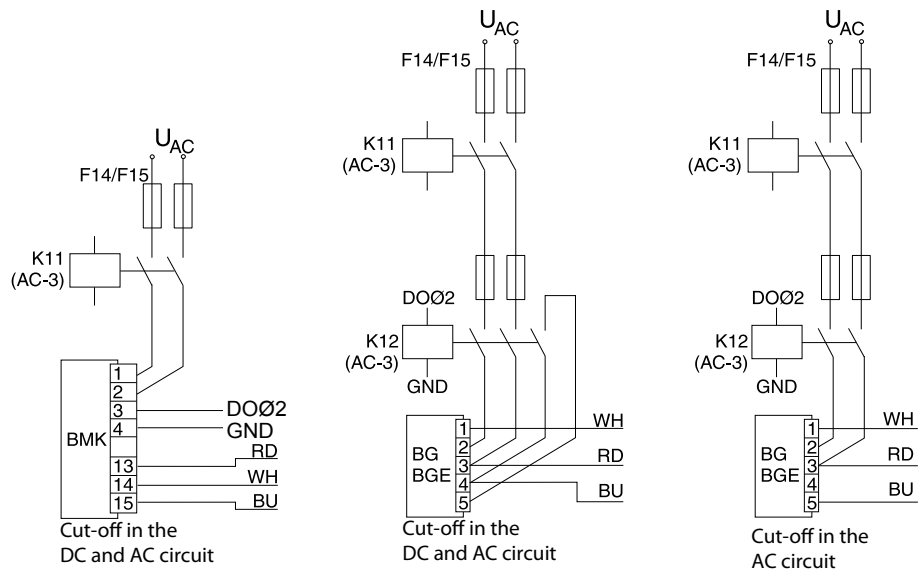 U_AC
F14/F15
K11
(AC-3)
1
2
3
4
13
14
15
BMK
DOØ2
GND
RD
WH
BU
Cut-off in the
DC and AC circuit
U_AC
F14/F15
K11
(AC-3)
DOØ2
K12
(AC-3)
GND
BG
BGE
1
2
3
4
5
WH
RD
BU
Cut-off in the
DC and AC circuit
U_AC
F14/F15
K11
(AC-3)
DOØ2
K12
(AC-3)
GND
BG
BGE
1
2
3
4
5
WH
RD
BU
Cut-off in the
AC circuit